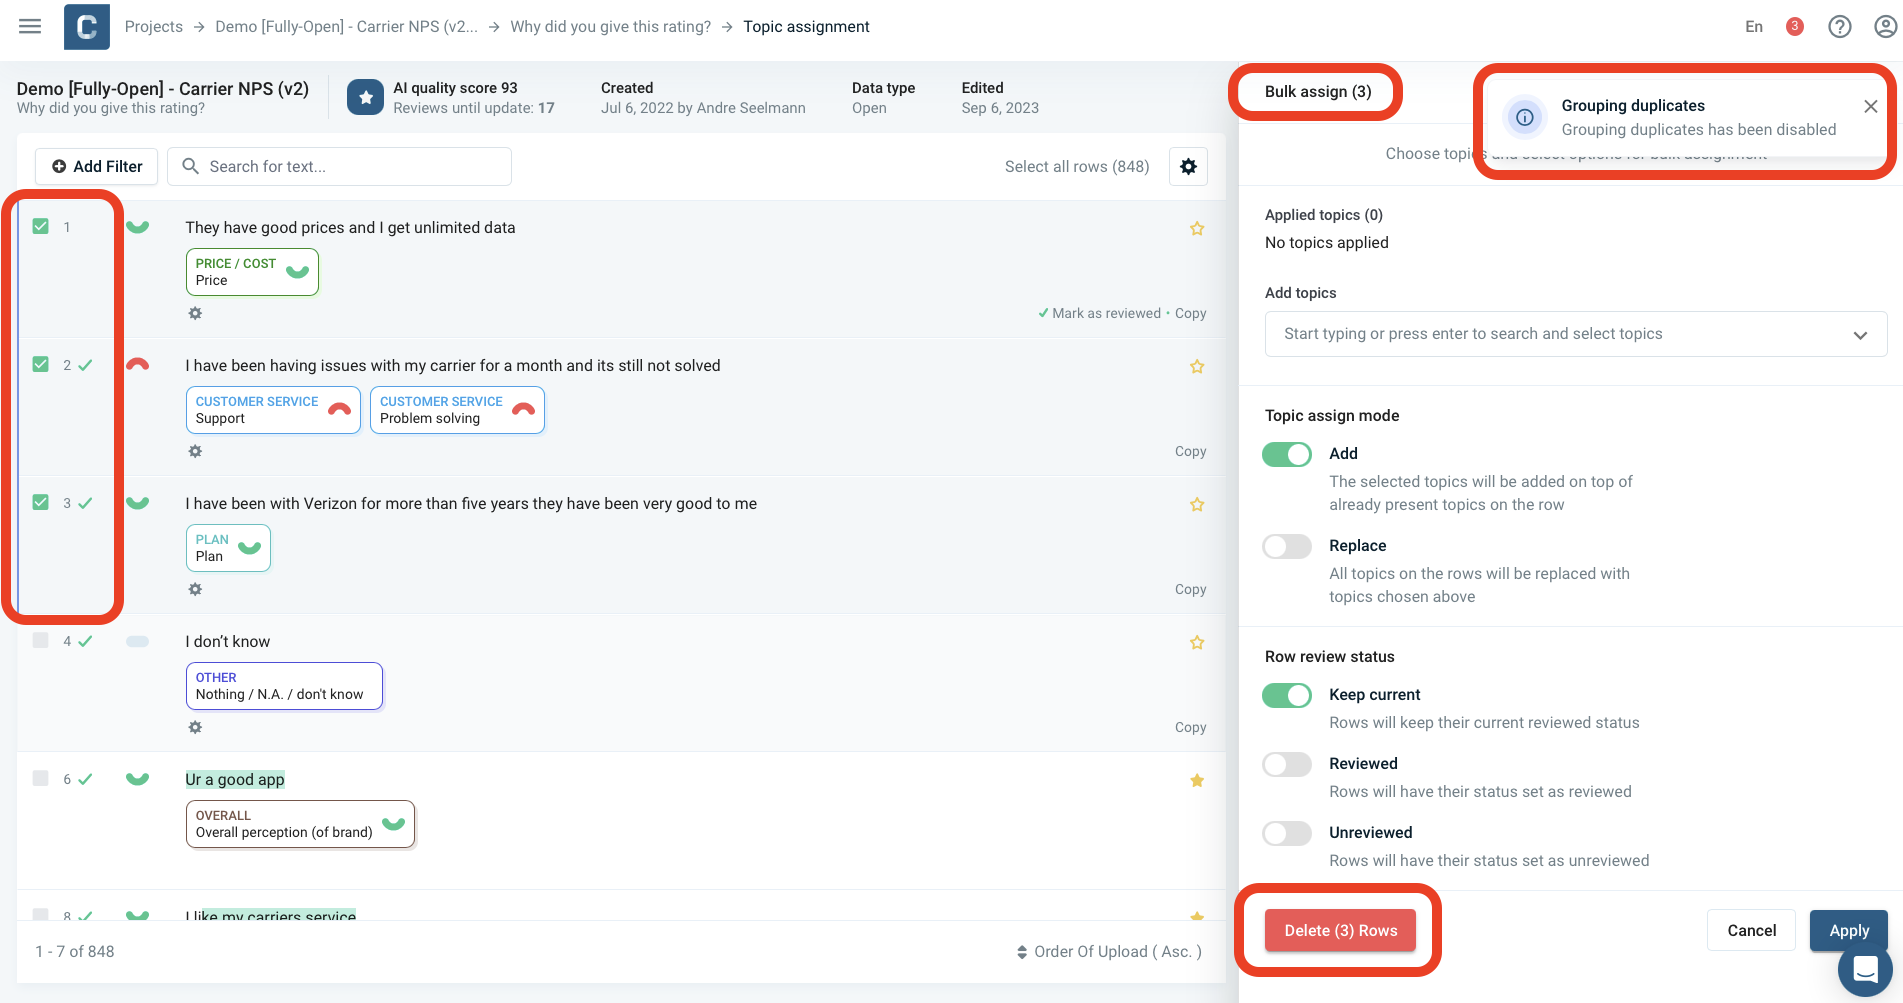 C
Projects → Demo [Fully-Open] - Carrier NPS (v2... → Why did you give this rating? → Topic assignment
En
3
Demo [Fully-Open] - Carrier NPS (v2)
Why did you give this rating?
AI quality score 93
Reviews until update: 17
Created
Jul 6, 2022 by Andre Seelmann
Data type
Open
Edited
Sep 6, 2023
Add Filter
Search for text...
Select all rows (848)
1
They have good prices and I get unlimited data
PRICE / COST
Price
Mark as reviewed • Copy
2
I have been having issues with my carrier for a month and its still not solved
CUSTOMER SERVICE
Support
CUSTOMER SERVICE
Problem solving
Copy
3
I have been with Verizon for more than five years they have been very good to me
PLAN
Plan
Copy
4
I don’t know
OTHER
Nothing / N.A. / don't know
Copy
6
Ur a good app
OVERALL
Overall perception (of brand)
8
I like my carriers service
1 - 7 of 848
Order Of Upload ( Asc. )
Bulk assign (3)
Grouping duplicates
Grouping duplicates has been disabled
Choose topics and select options for bulk assignment
Applied topics (0)
No topics applied
Add topics
Start typing or press enter to search and select topics
Topic assign mode
Add
The selected topics will be added on top of
already present topics on the row
Replace
All topics on the rows will be replaced with
topics chosen above
Row review status
Keep current
Rows will keep their current reviewed status
Reviewed
Rows will have their status set as reviewed
Unreviewed
Rows will have their status set as unreviewed
Delete (3) Rows
Cancel
Apply